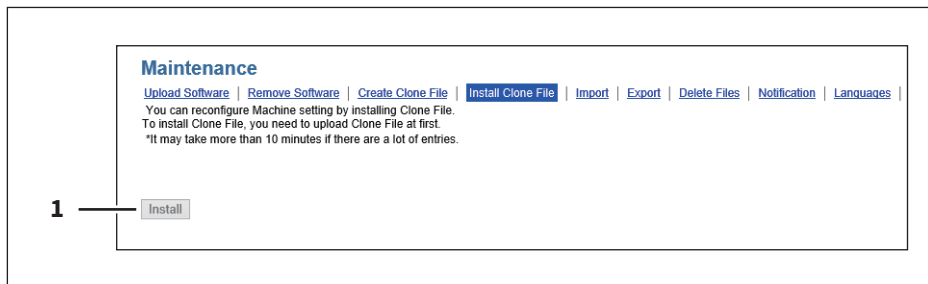 Maintenance
Upload Software | Remove Software | Create Clone File | Install Clone File | Import | Export | Delete Files | Notification | Languages |
You can reconfigure Machine setting by installing Clone File.
To install Clone File, you need to upload Clone File at first.
*It may take more than 10 minutes if there are a lot of entries.
1 Install